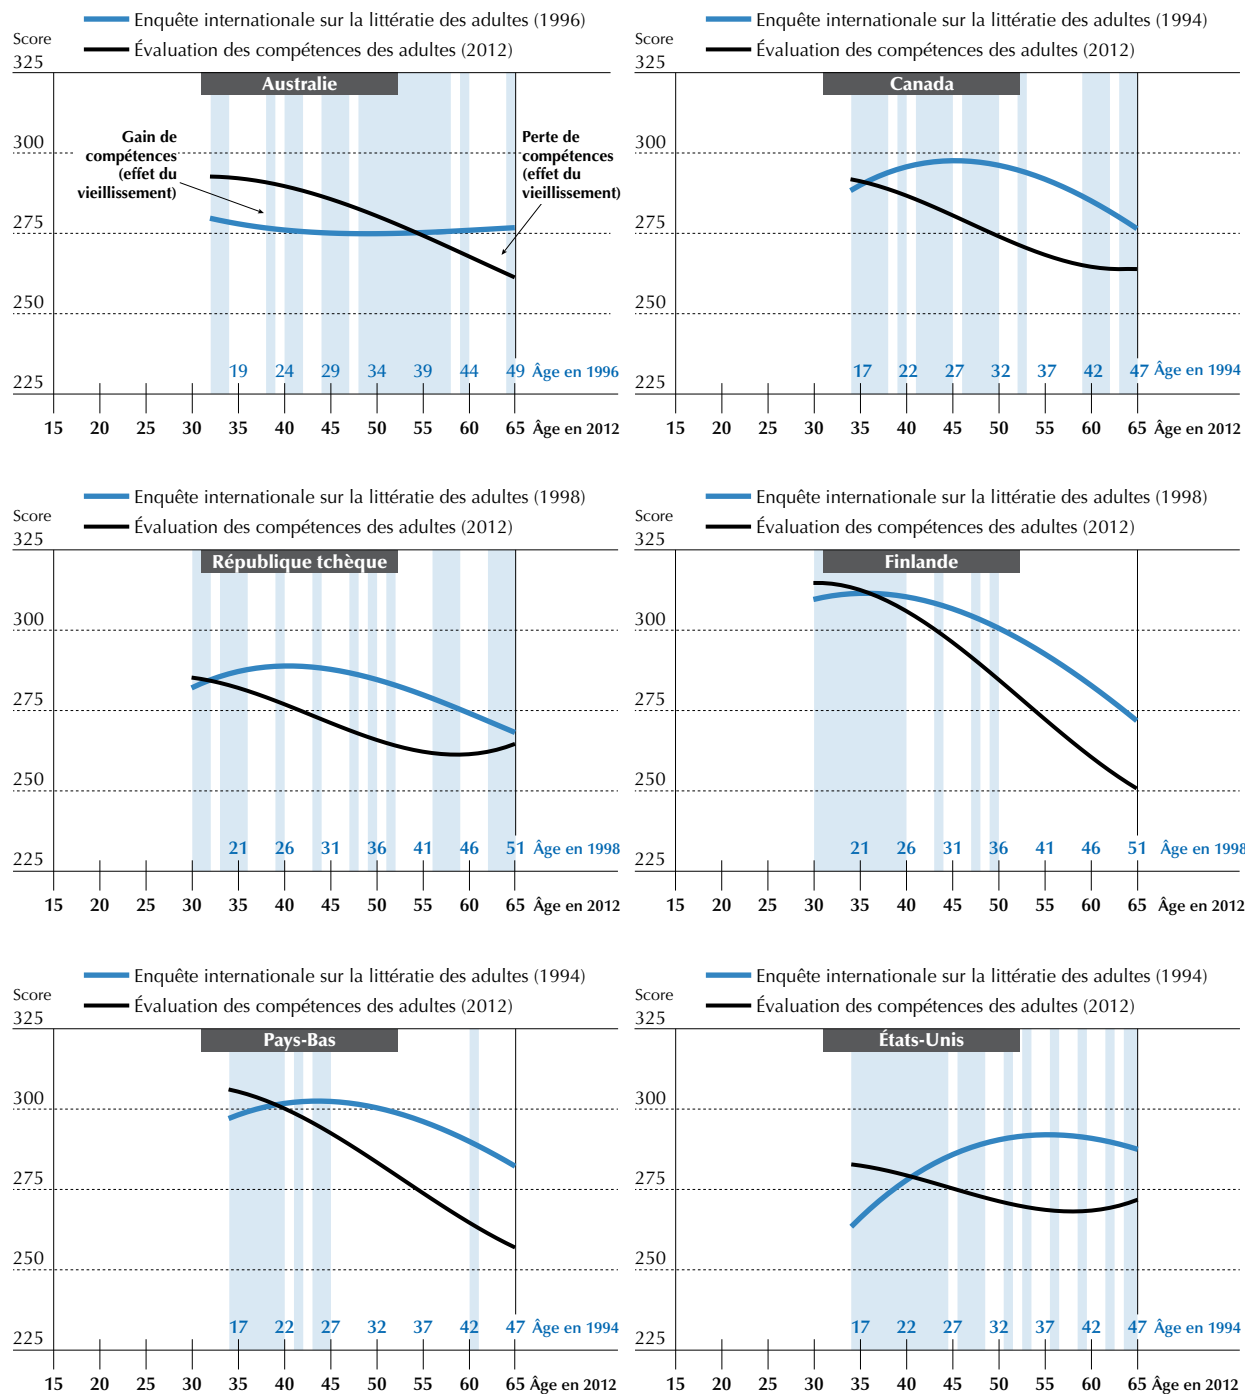 Enquête internationale sur la littératie des adultes (1996)
Évaluation des compétences des adultes (2012)
Score
325
Australie
300
275
250
225
Gain de
compétences
(effet du
vieillissement)
Perte de
compétences
(effet du
vieillissement)
19 24 29 34 39 44 49 Âge en 1996
15 20 25 30 35 40 45 50 55 60 65 Âge en 2012
Enquête internationale sur la littératie des adultes (1994)
Évaluation des compétences des adultes (2012)
Score
325
Canada
300
275
250
225
17 22 27 32 37 42 47 Âge en 1994
15 20 25 30 35 40 45 50 55 60 65 Âge en 2012
Enquête internationale sur la littératie des adultes (1998)
Évaluation des compétences des adultes (2012)
Score
325
République tchèque
300
275
250
225
21 26 31 36 41 46 51 Âge en 1998
15 20 25 30 35 40 45 50 55 60 65 Âge en 2012
Enquête internationale sur la littératie des adultes (1998)
Évaluation des compétences des adultes (2012)
Score
325
Finlande
300
275
250
225
21 26 31 36 41 46 51 Âge en 1998
15 20 25 30 35 40 45 50 55 60 65 Âge en 2012
Enquête internationale sur la littératie des adultes (1994)
Évaluation des compétences des adultes (2012)
Score
325
Pays-Bas
300
275
250
225
17 22 27 32 37 42 47 Âge en 1994
15 20 25 30 35 40 45 50 55 60 65 Âge en 2012
Enquête internationale sur la littératie des adultes (1994)
Évaluation des compétences des adultes (2012)
Score
325
États-Unis
300
275
250
225
17 22 27 32 37 42 47 Âge en 1994
15 20 25 30 35 40 45 50 55 60 65 Âge en 2012